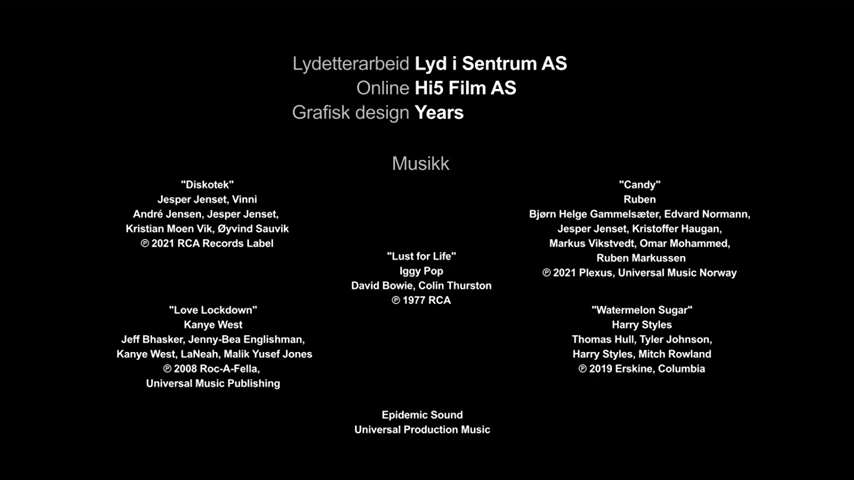 Lydetterarbeid Lyd i Sentrum AS
Online Hi5 Film AS
Grafisk design Years
Musikk
"Diskotek"
Jesper Jenset, Vinni
André Jensen, Jesper Jenset,
Kristian Moen Vik, Øyvind Sauvik
℗ 2021 RCA Records Label
"Love Lockdown"
Kanye West
Jeff Bhasker, Jenny-Bea Englishman,
Kanye West, LaNeah, Malik Yusef Jones
℗ 2008 Roc-A-Fella,
Universal Music Publishing
"Lust for Life"
Iggy Pop
David Bowie, Colin Thurston
℗ 1977 RCA
"Candy"
Ruben
Bjørn Helge Gammelsæter, Edvard Normann,
Jesper Jenset, Kristoffer Haugan,
Markus Vikstvedt, Omar Mohammed,
Ruben Markussen
℗ 2021 Plexus, Universal Music Norway
"Watermelon Sugar"
Harry Styles
Thomas Hull, Tyler Johnson,
Harry Styles, Mitch Rowland
℗ 2019 Erskine, Columbia
Epidemic Sound
Universal Production Music